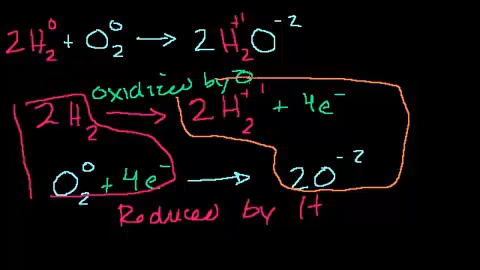 2H₂⁰ + O₂⁰ → 2H₂⁺¹O⁻²
oxidized by O
2H₂ → 2H₂⁺¹ + 4e⁻
O₂⁰ + 4e⁻ → 2O⁻²
Reduced by H